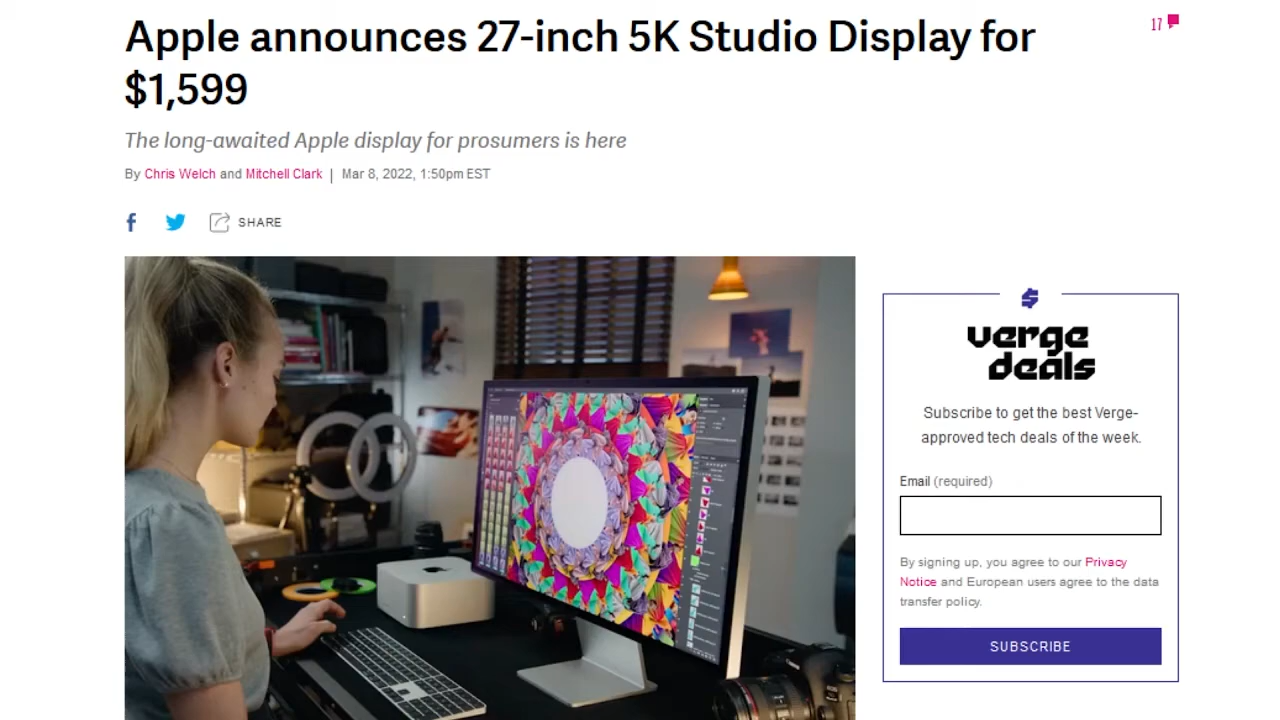 Apple announces 27-inch 5K Studio Display for
$1,599
17
The long-awaited Apple display for prosumers is here
By Chris Welch and Mitchell Clark | Mar 8, 2022, 1:50pm EST
SHARE
verge
deals
Subscribe to get the best Verge-
approved tech deals of the week.
Email (required)
By signing up, you agree to our Privacy
Notice and European users agree to the data
transfer policy.
SUBSCRIBE